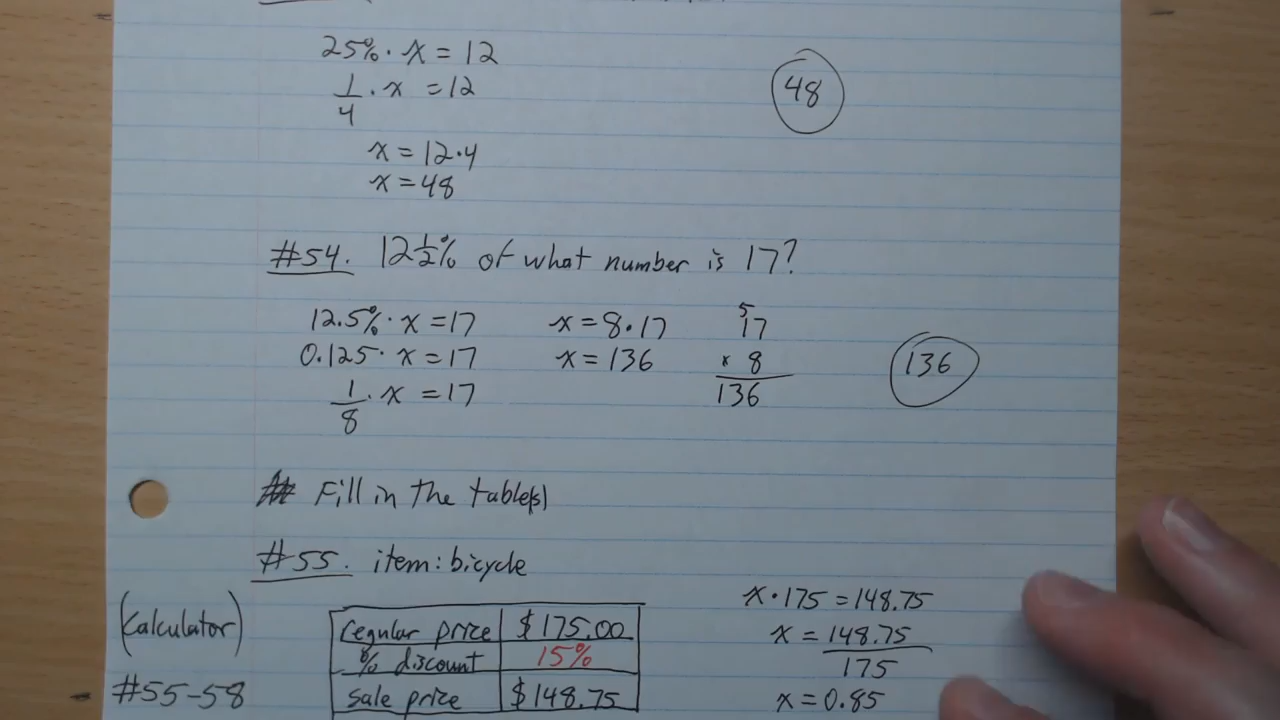 25% · x = 12
1/4 · x = 12
x = 12·4
x = 48
48
#54. 12 1/2% of what number is 17?
12.5% · x = 17
0.125 · x = 17
1/8 · x = 17
x = 8·17
x = 136
5
17
x 8
136
136
Fill in the table(s)
#55. item: bicycle
(Calculator)
#55-58
regular price $175.00
% discount 15%
sale price $148.75
x·175 = 148.75
x = 148.75
175
x = 0.85